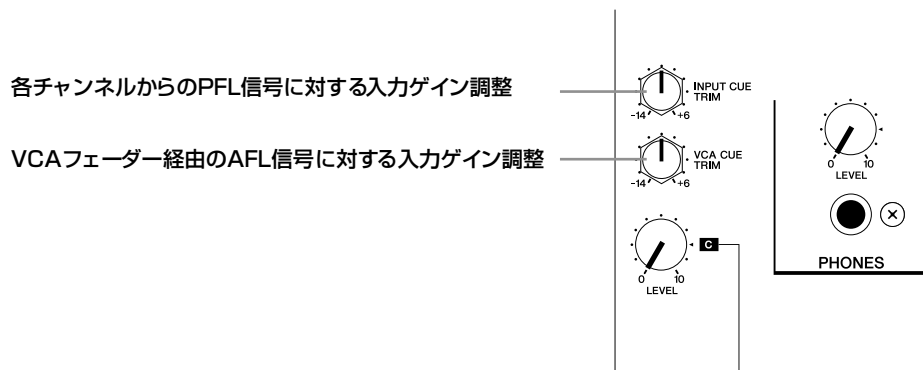 各チャンネルからのPFL信号に対する入力ゲイン調整
INPUT CUE
TRIM
-14 +6
VCAフェーダー経由のAFL信号に対する入力ゲイン調整
VCA CUE
TRIM
-14 +6
C
0 10
LEVEL
0 10
LEVEL
PHONES